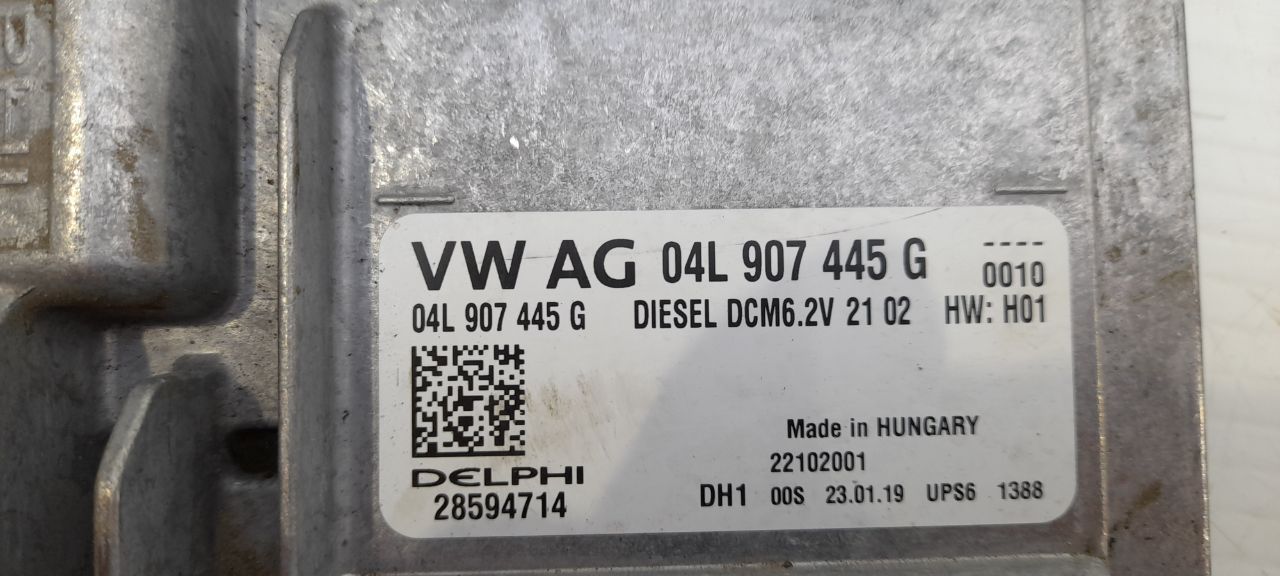 VW AG 04L 907 445 G ----
0010
04L 907 445 G DIESEL DCM6.2V 21 02 HW: H01
Made in HUNGARY
22102001
DELPHI
28594714
DH1 00S 23.01.19 UPS6 1388